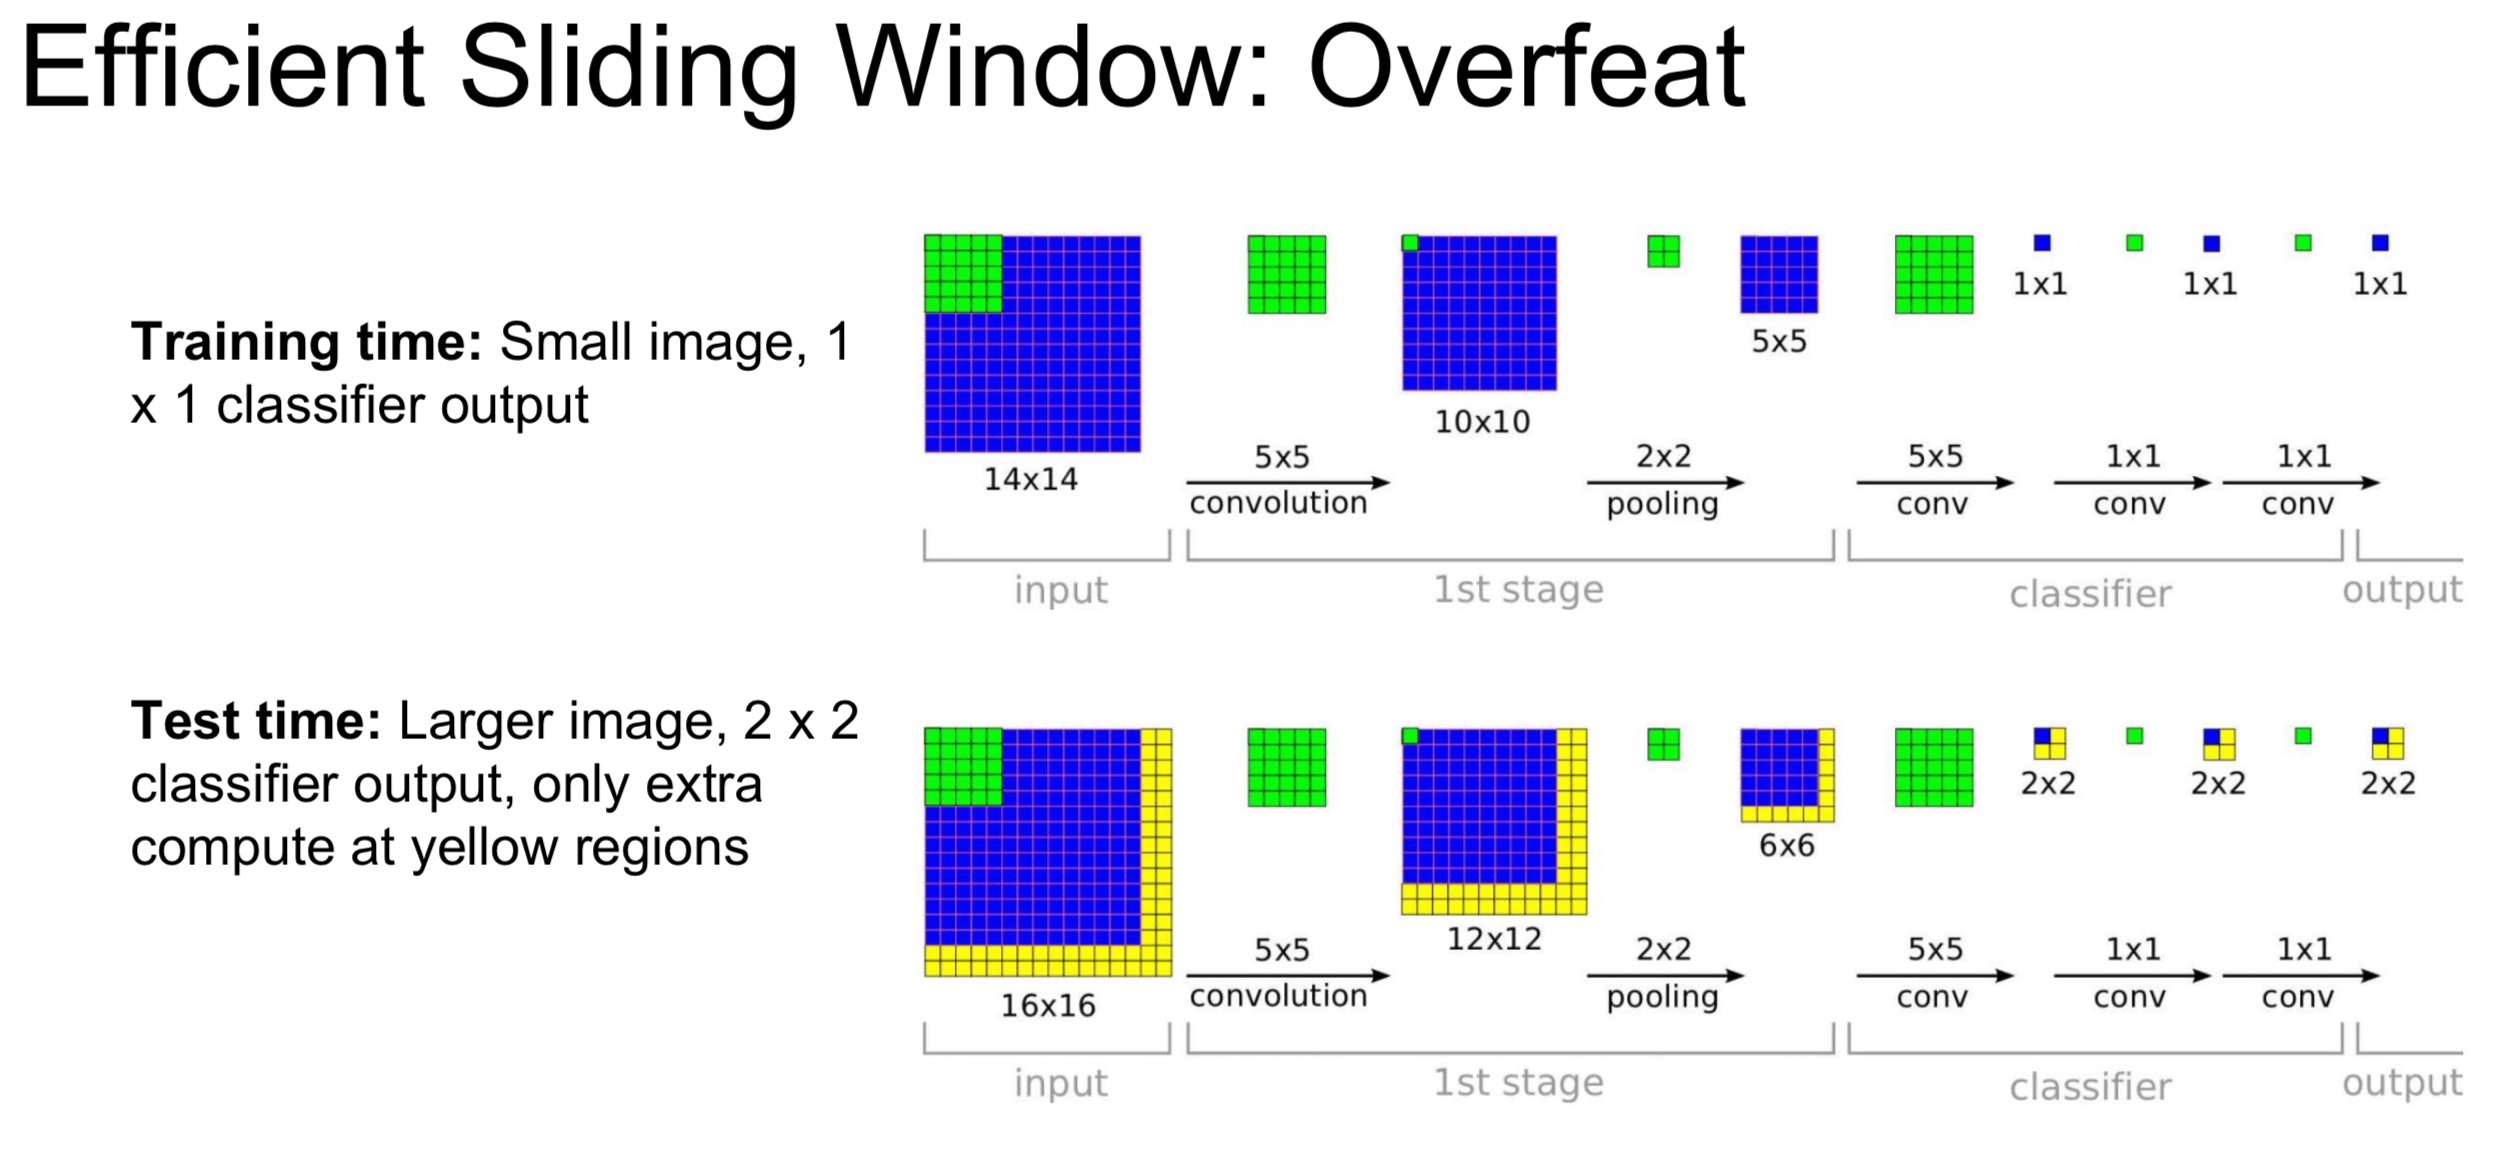 Efficient Sliding Window: Overfeat
Training time: Small image, 1
x 1 classifier output
1x1 1x1 1x1
5x5
10x10
14x14
5x5 2x2 5x5 1x1 1x1
convolution pooling conv conv conv
input 1st stage classifier output
Test time: Larger image, 2 x 2
classifier output, only extra
compute at yellow regions
2x2 2x2 2x2
6x6
12x12
16x16
5x5 2x2 5x5 1x1 1x1
convolution pooling conv conv conv
input 1st stage classifier output